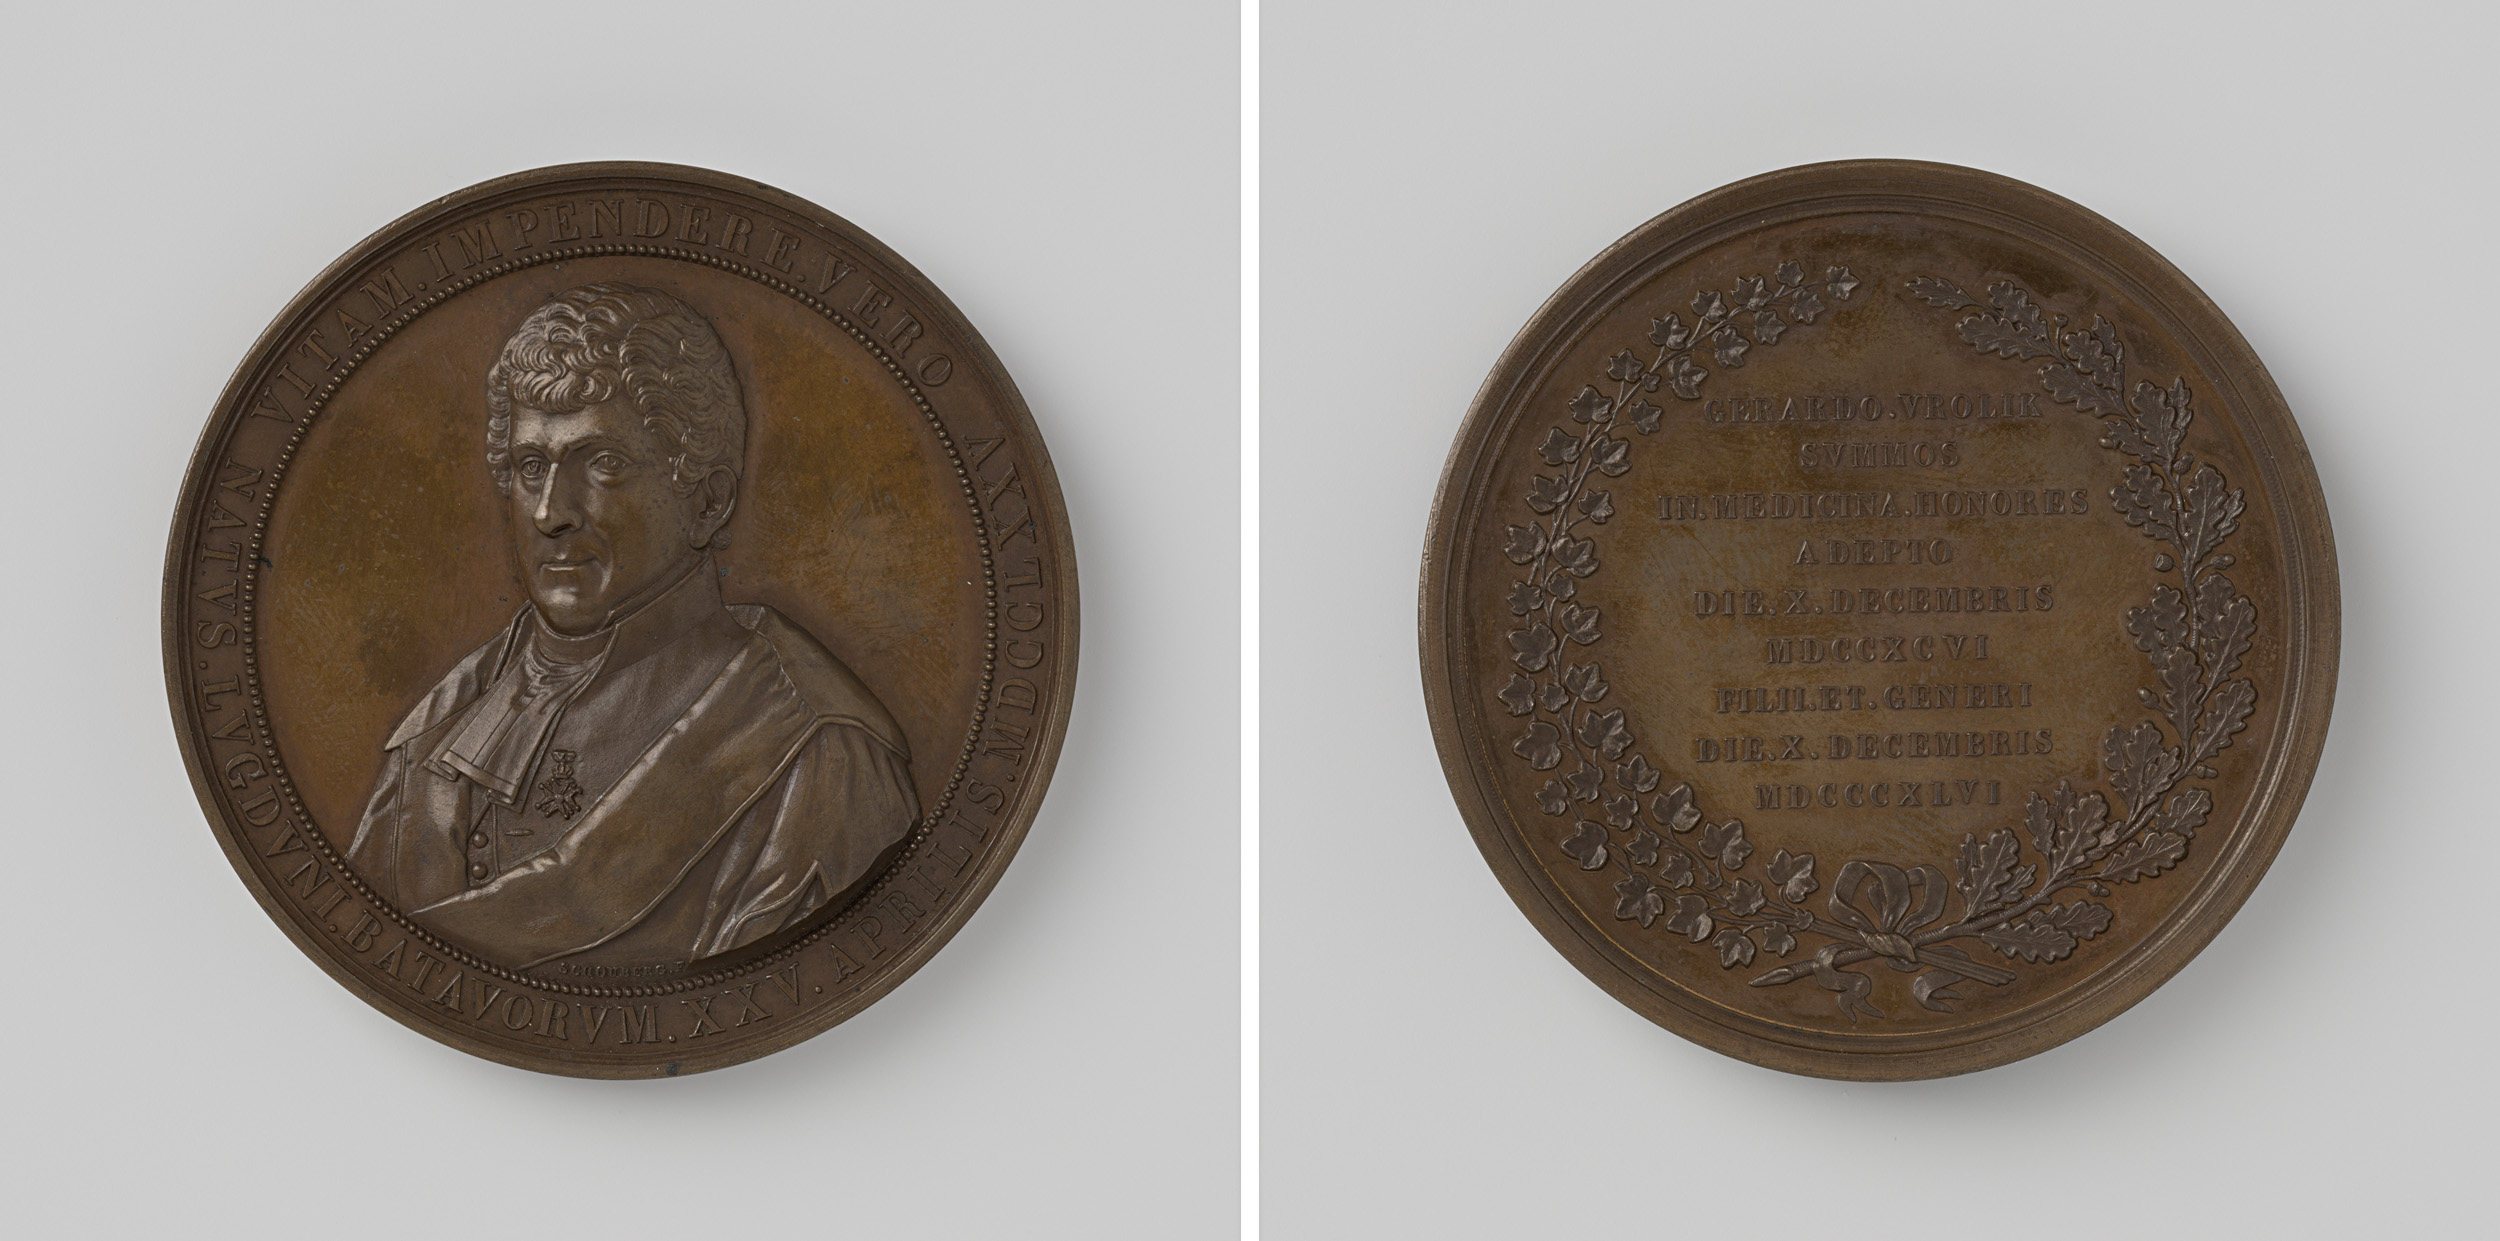 VITAM.IMPENDERE.VERO
NATVS.LVGDVNI.BATAVORVM.XXV.APRILIS.MDCCLXXV
SCHOUBERG.F
GERARDO.VROLIK
SVMMOS
IN.MEDICINA.HONORES
ADEPTO
DIE.X.DECEMBRIS
MDCCXCVI
FILII.ET.GENERI
DIE.X.DECEMBRIS
MDCCCXLVI